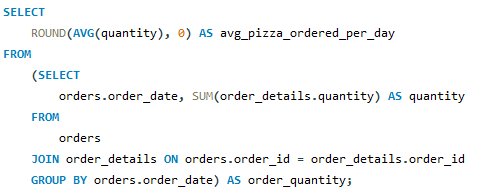 SELECT
    ROUND(AVG(quantity), 0) AS avg_pizza_ordered_per_day
FROM
    (SELECT
        orders.order_date, SUM(order_details.quantity) AS quantity
    FROM
        orders
    JOIN order_details ON orders.order_id = order_details.order_id
    GROUP BY orders.order_date) AS order_quantity;